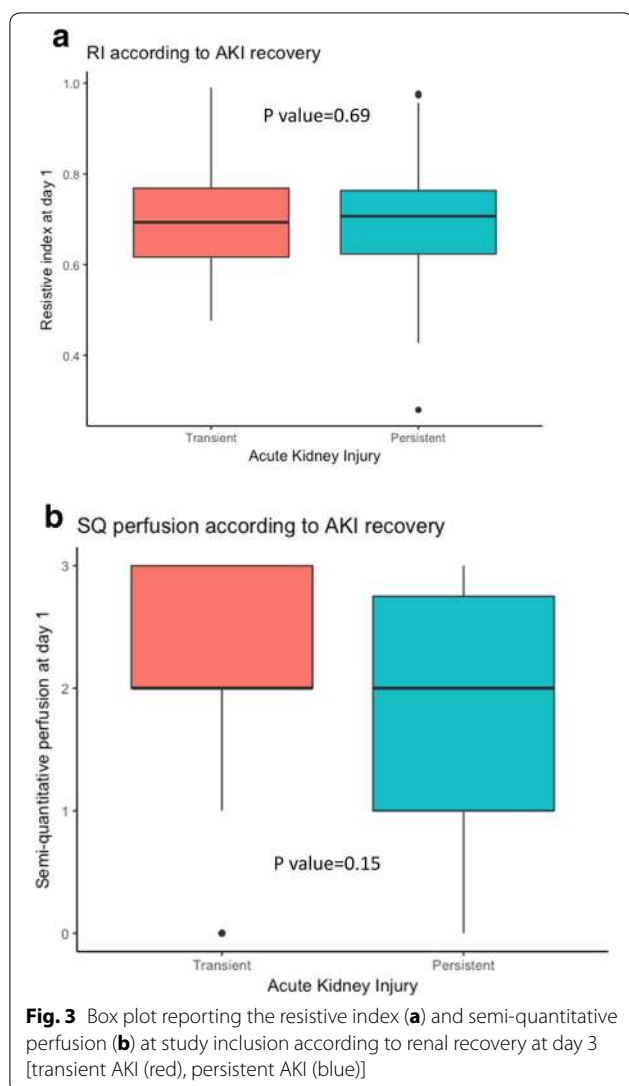 a
RI according to AKI recovery
1.0
P value=0.69
0.8
0.6
0.4
Resistive index at day 1
Transient Persistent
Acute Kidney Injury
b
SQ perfusion according to AKI recovery
3
2
1
P value=0.15
0
Semi-quantitative perfusion at day 1
Transient Persistent
Acute Kidney Injury
Fig. 3 Box plot reporting the resistive index (a) and semi-quantitative
perfusion (b) at study inclusion according to renal recovery at day 3
[transient AKI (red), persistent AKI (blue)]